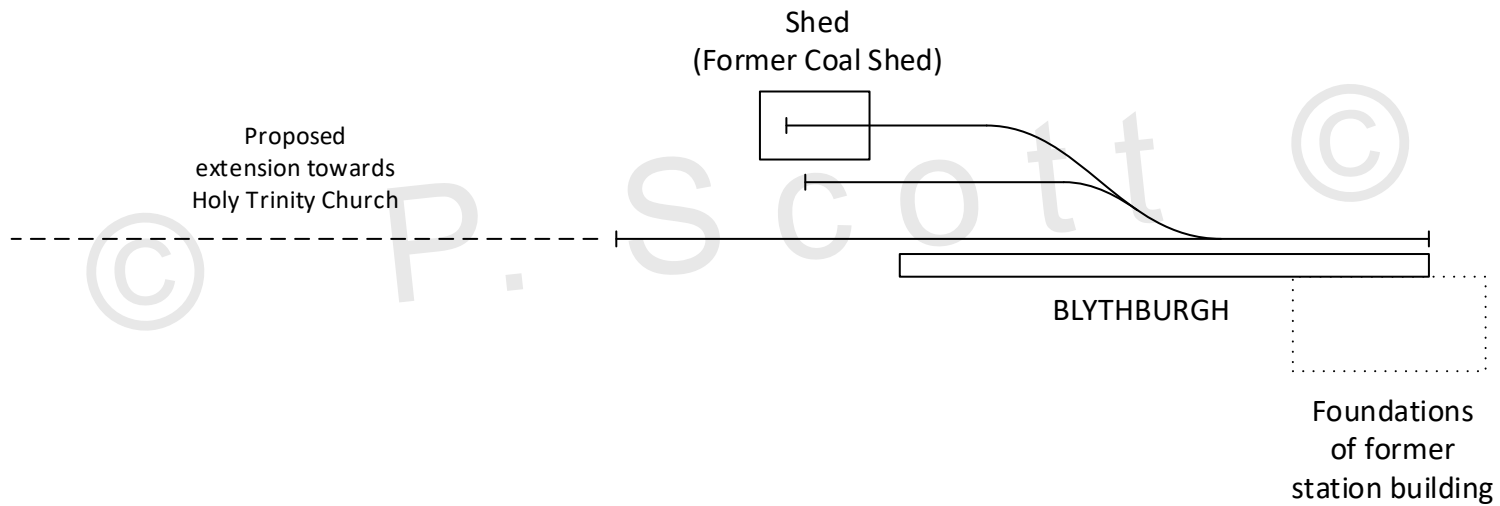 Shed
(Former Coal Shed)
Proposed
extension towards
Holy Trinity Church
© P. Scott ©
BLYTHBURGH
Foundations
of former
station building